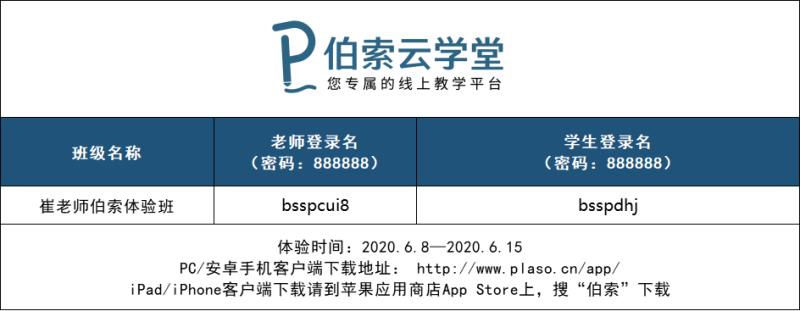 伯索云学堂
您专属的线上教学平台
班级名称
老师登录名
（密码：888888）
学生登录名
（密码：888888）
崔老师伯索体验班
bsspcui8
bsspdhj
体验时间：2020.6.8—2020.6.15
PC/安卓手机客户端下载地址： http://www.plaso.cn/app/
iPad/iPhone客户端下载请到苹果应用商店App Store上，搜“伯索”下载